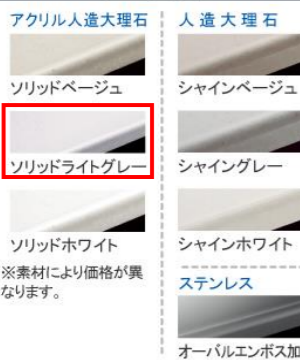 アクリル人造大理石
ソリッドベージュ
ソリッドライトグレー
ソリッドホワイト
※素材により価格が異
なります。
人造大理石
シャインベージュ
シャイングレー
シャインホワイト
ステンレス
オーバルエンボス加